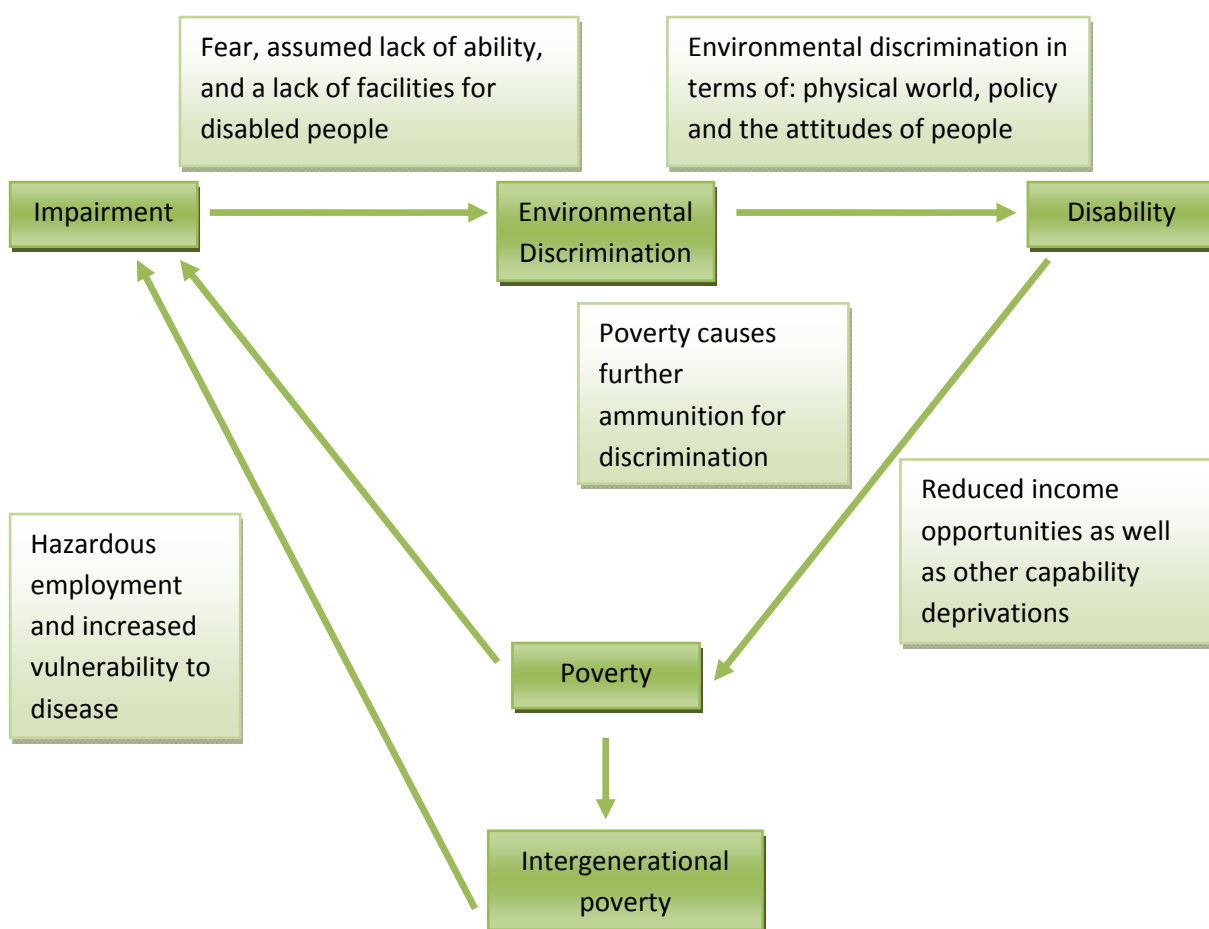 Fear, assumed lack of ability,
and a lack of facilities for
disabled people
Environmental discrimination in
terms of: physical world, policy
and the attitudes of people
Impairment
Environmental
Discrimination
Disability
Poverty causes
further
ammunition for
discrimination
Reduced income
opportunities as well
as other capability
deprivations
Hazardous
employment
and increased
vulnerability to
disease
Poverty
Intergenerational
poverty